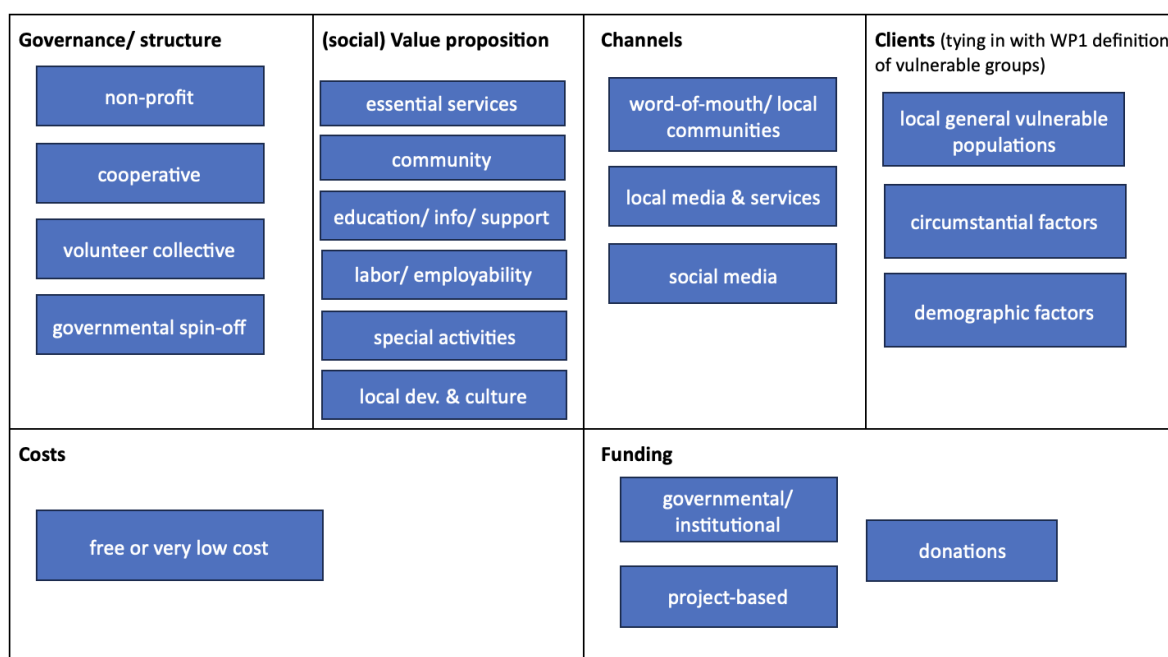 Governance/ structure
non-profit
cooperative
volunteer collective
governmental spin-off
(social) Value proposition
essential services
community
education/ info/ support
labor/ employability
special activities
local dev. & culture
Channels
word-of-mouth/ local
communities
local media & services
social media
Clients (tying in with WP1 definition
of vulnerable groups)
local general vulnerable
populations
circumstantial factors
demographic factors
Costs
free or very low cost
Funding
governmental/
institutional
project-based
donations